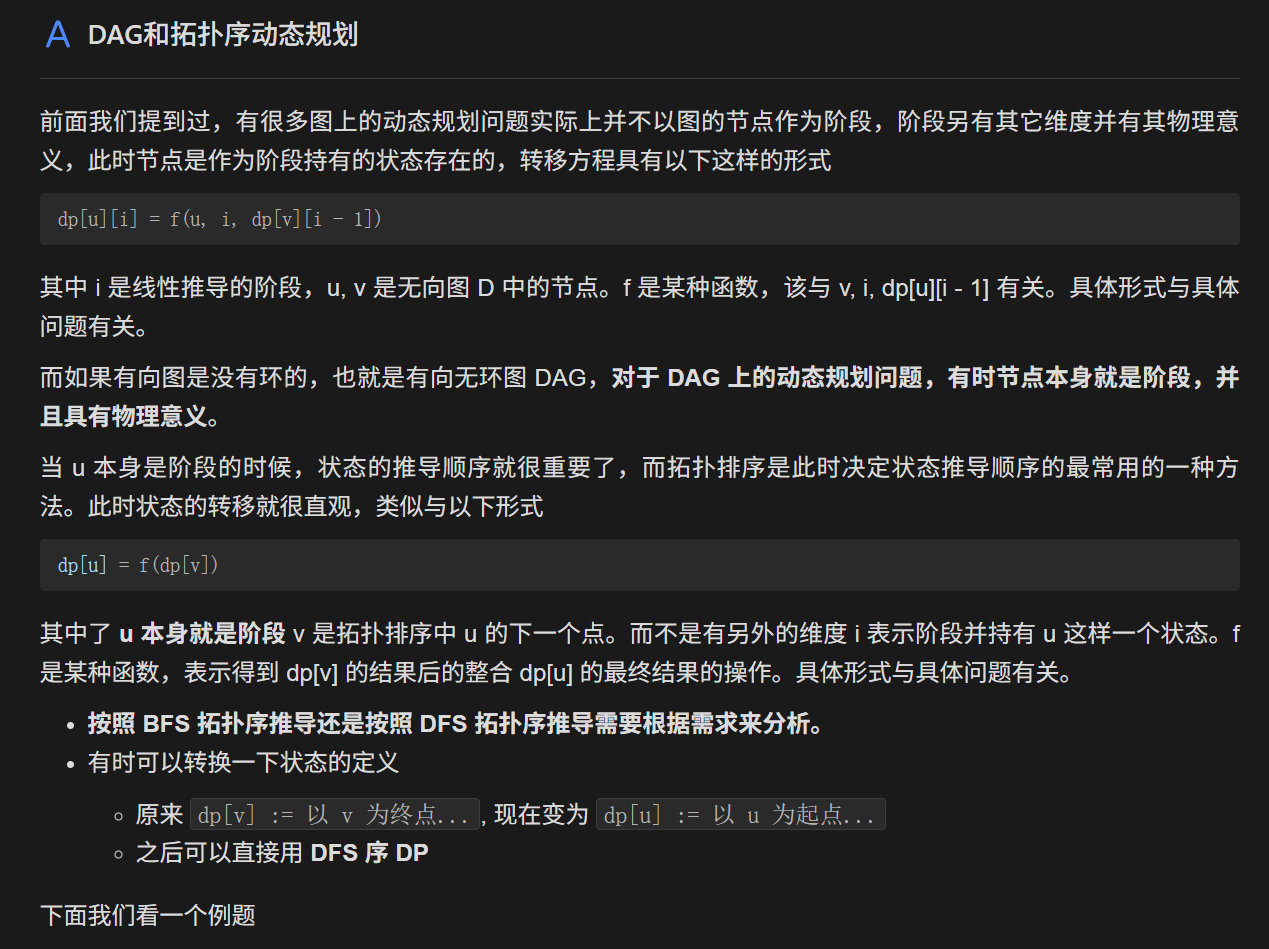 A DAG和拓扑序动态规划
前面我们提到过，有很多图上的动态规划问题实际上并不以图的节点作为阶段，阶段另有其它维度并有其物理意
义，此时节点是作为阶段持有的状态存在的，转移方程具有以下这样的形式
dp[u][i] = f(u, i, dp[v][i - 1])
其中 i 是线性推导的阶段，u, v 是无向图 D 中的节点。f 是某种函数，该与 v, i, dp[u][i - 1] 有关。具体形式与具体
问题有关。
而如果有向图是没有环的，也就是有向无环图 DAG，对于 DAG 上的动态规划问题，有时节点本身就是阶段，并
且具有物理意义。
当 u 本身是阶段的时候，状态的推导顺序就很重要了，而拓扑排序是此时决定状态推导顺序的最常用的一种方
法。此时状态的转移就很直观，类似与以下形式
dp[u] = f(dp[v])
其中了 u 本身就是阶段 v 是拓扑排序中 u 的下一个点。而不是有另外的维度 i 表示阶段并持有 u 这样一个状态。f
是某种函数，表示得到 dp[v] 的结果后的整合 dp[u] 的最终结果的操作。具体形式与具体问题有关。
• 按照 BFS 拓扑序推导还是按照 DFS 拓扑序推导需要根据需求来分析。
• 有时可以转换一下状态的定义
◦ 原来 dp[v] := 以 v 为终点..., 现在变为 dp[u] := 以 u 为起点...
◦ 之后可以直接用 DFS 序 DP
下面我们看一个例题